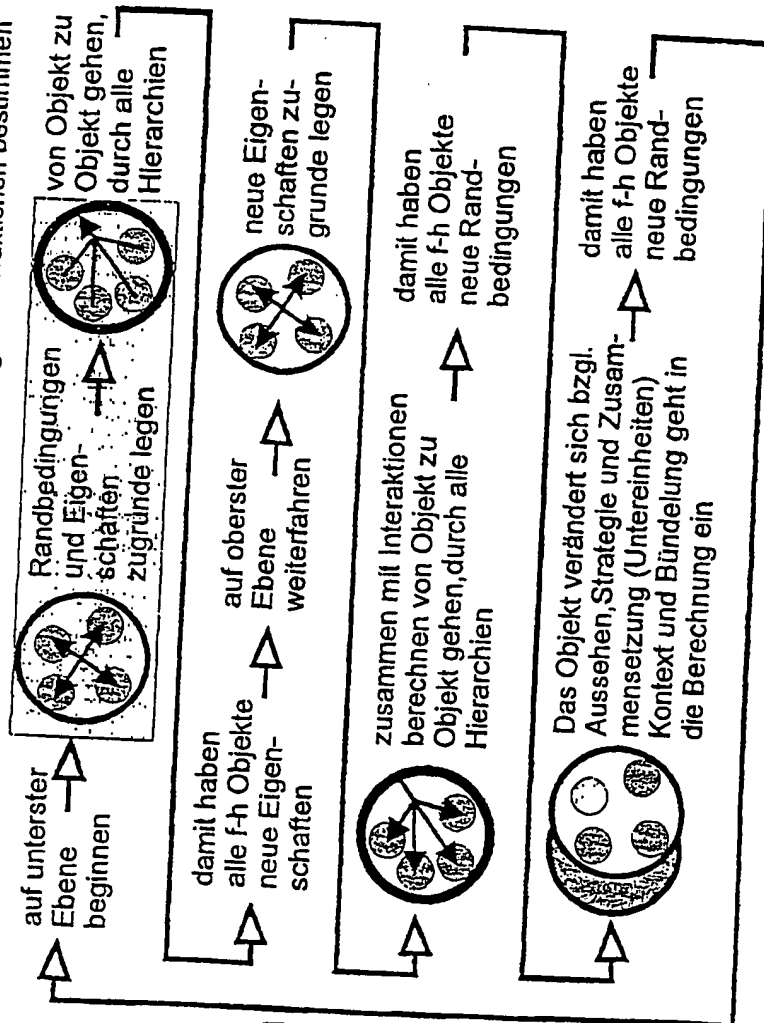 auf unterster
Ebene
beginnen
Randbedingungen
und Eigen-
schaften
zugrunde legen
von Objekt zu
Objekt gehen,
durch alle
Hierarchien
damit haben
alle f-h Objekte
neue Eigen-
schaften
auf oberster
Ebene
weiterfahren
neue Eigen-
schaften zu-
grunde legen
zusammen mit Interaktionen
berechnen von Objekt zu
Objekt gehen, durch alle
Hierarchien
damit haben
alle f-h Objekte
neue Rand-
bedingungen
Das Objekt verändert sich bzgl.
Aussehen, Strategie und Zusam-
mensetzung (Untereinheiten)
Kontext und Bündelung geht in
die Berechnung ein
damit haben
alle f-h Objekte
neue Rand-
bedingungen